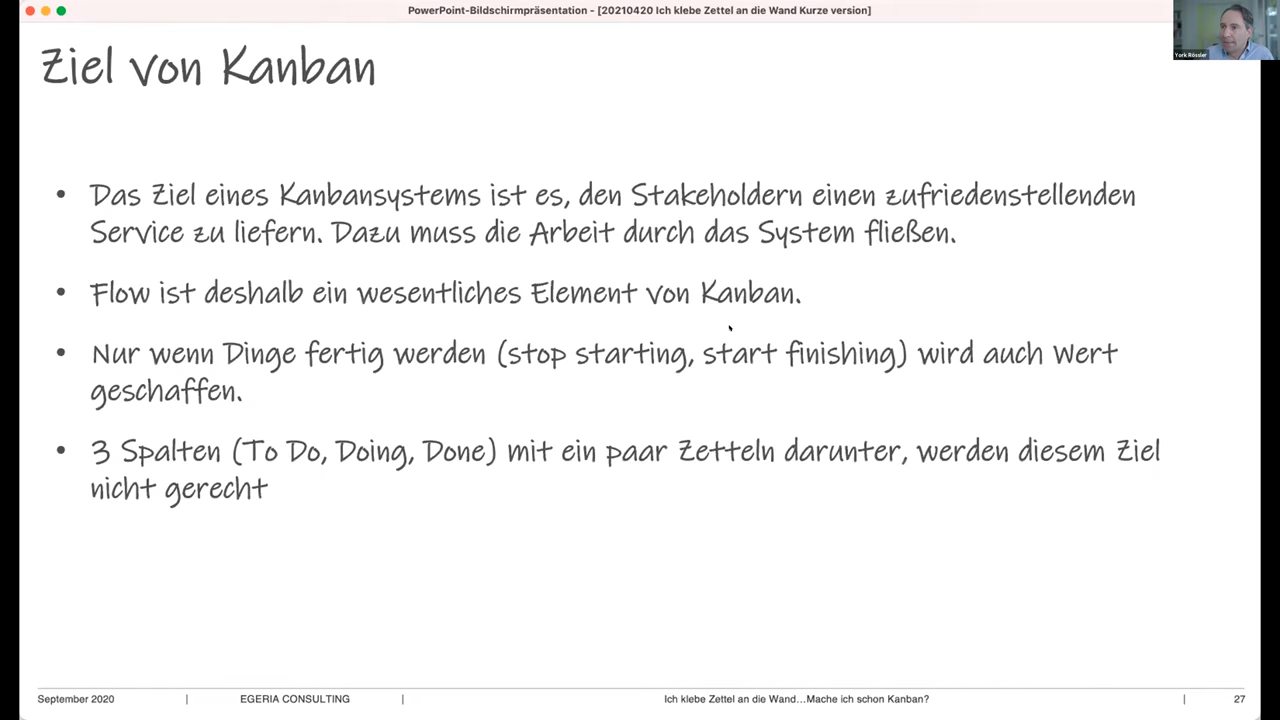 PowerPoint-Bildschirmpräsentation - [20210420 Ich klebe Zettel an die Wand Kurze version]
York Rössler
Ziel von Kanban
• Das Ziel eines Kanbansystems ist es, den Stakeholdern einen zufriedenstellenden
Service zu liefern. Dazu muss die Arbeit durch das System fließen.
• Flow ist deshalb ein wesentliches Element von Kanban.
• Nur wenn Dinge fertig werden (stop starting, start finishing) wird auch Wert
geschaffen.
• 3 Spalten (To Do, Doing, Done) mit ein paar Zetteln darunter, werden diesem Ziel
nicht gerecht
September 2020 | EGERIA CONSULTING | Ich klebe Zettel an die Wand...Mache ich schon Kanban? | 27